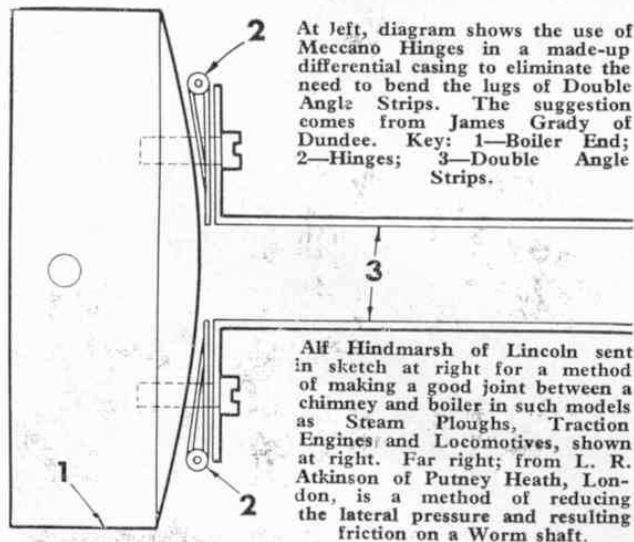 2
At left, diagram shows the use of
Meccano Hinges in a made-up
differential casing to eliminate the
need to bend the lugs of Double
Angle Strips. The suggestion
comes from James Grady of
Dundee. Key: 1—Boiler End;
2—Hinges; 3—Double Angle
Strips.
3
Alf Hindmarsh of Lincoln sent
in sketch at right for a method
of making a good joint between a
chimney and boiler in such models
as Steam Ploughs, Traction
Engines and Locomotives, shown
at right. Far right; from L. R.
Atkinson of Putney Heath, Lon-
don, is a method of reducing
the lateral pressure and resulting
friction on a Worm shaft.
1
2